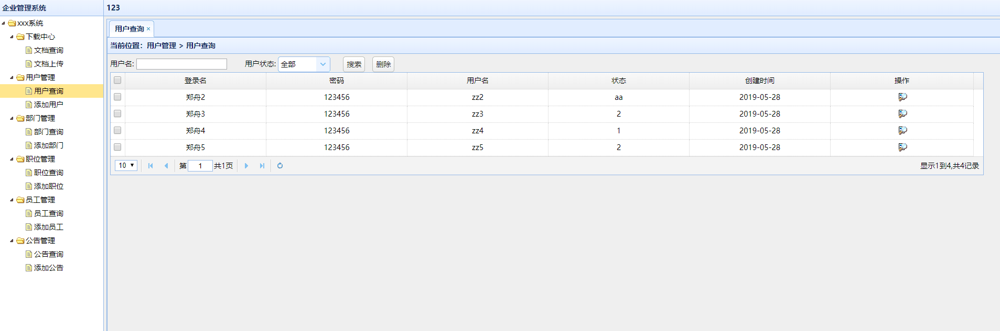 企业管理系统
xxx系统
下载中心
文档查询
文档上传
用户管理
用户查询
添加用户
部门管理
部门查询
添加部门
职位管理
职位查询
添加职位
员工管理
员工查询
添加员工
公告管理
公告查询
添加公告
123
用户查询 ×
当前位置：用户管理 > 用户查询
用户名: 用户状态: 全部 搜索 删除
登录名 密码 用户名 状态 创建时间 操作
郑舟2 123456 zz2 aa 2019-05-28
郑舟3 123456 zz3 2 2019-05-28
郑舟4 123456 zz4 1 2019-05-28
郑舟5 123456 zz5 2 2019-05-28
10 第 1 共1页 显示1到4,共4记录